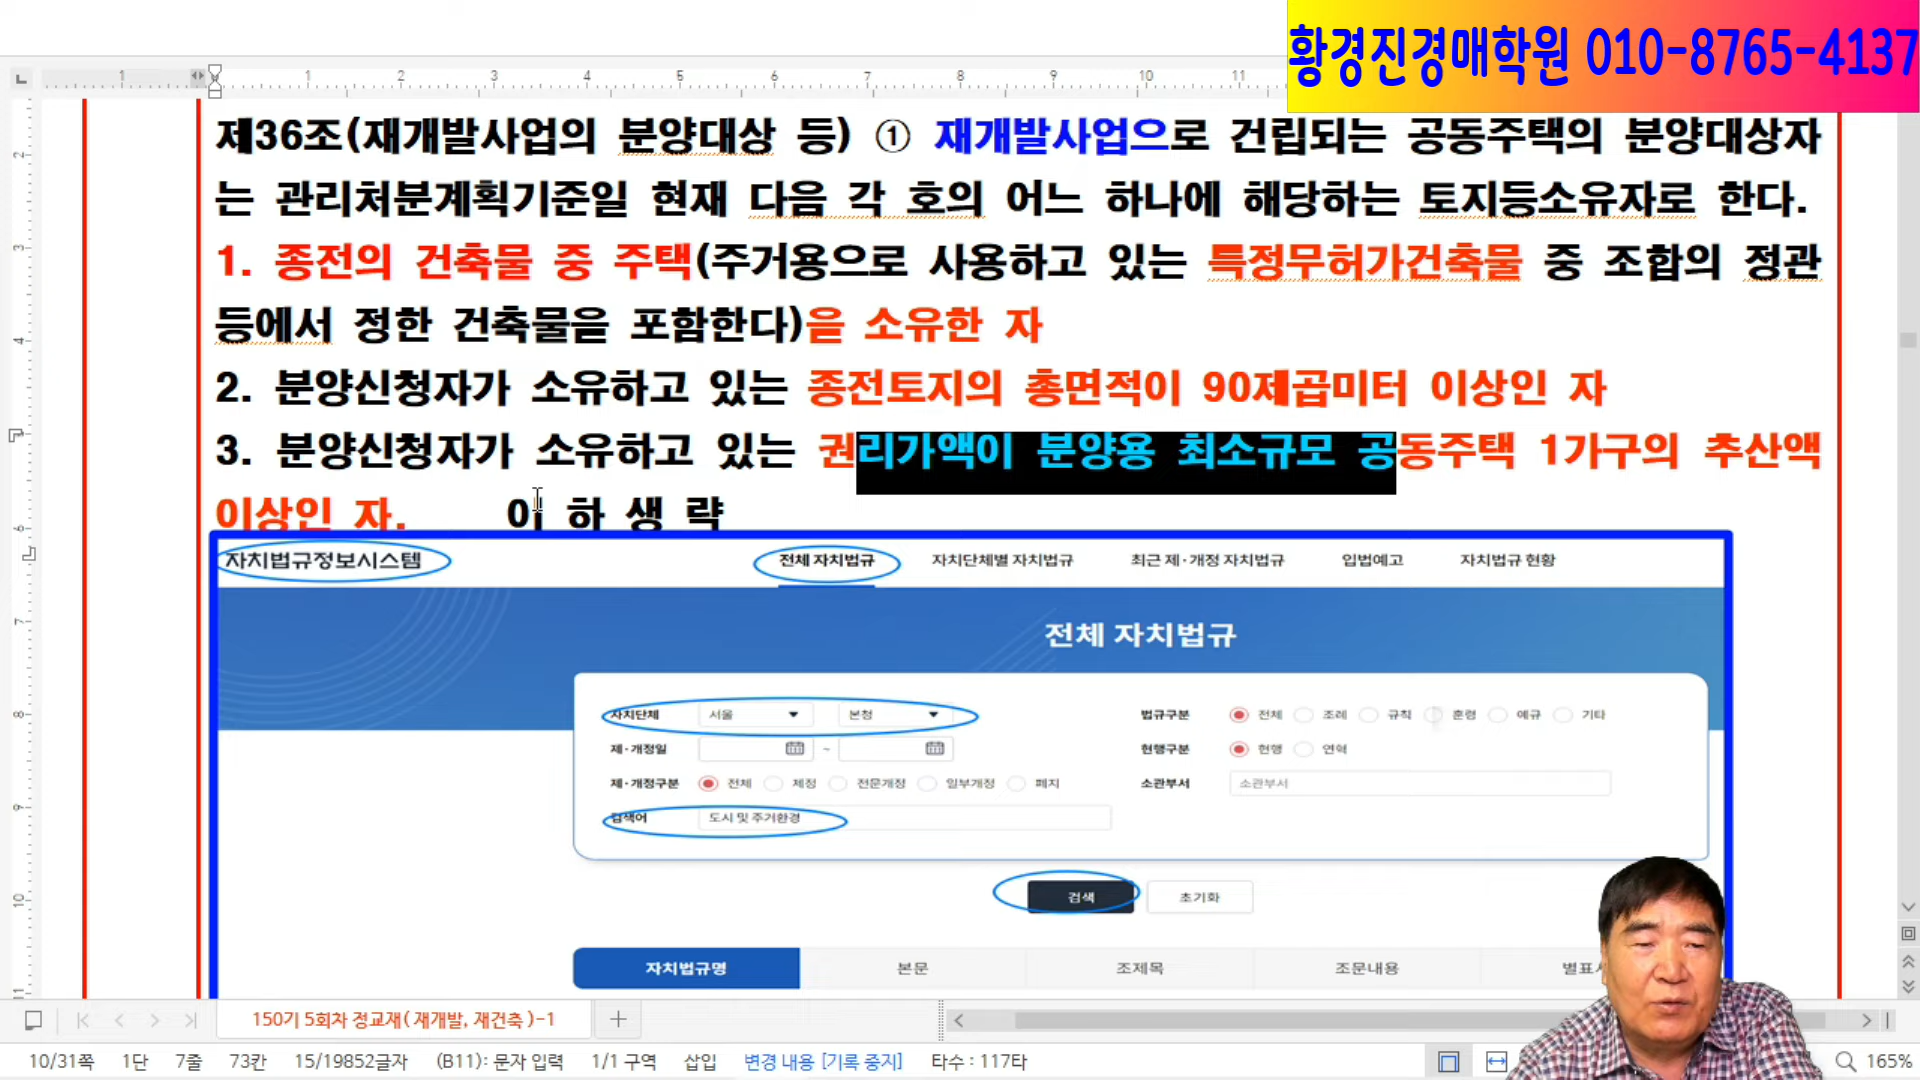 황경진경매학원 010-8765-4137
제36조(재개발사업의 분양대상 등) ① 재개발사업으로 건립되는 공동주택의 분양대상자
는 관리처분계획기준일 현재 다음 각 호의 어느 하나에 해당하는 토지등소유자로 한다.
1. 종전의 건축물 중 주택(주거용으로 사용하고 있는 특정무허가건축물 중 조합의 정관
등에서 정한 건축물을 포함한다)을 소유한 자
2. 분양신청자가 소유하고 있는 종전토지의 총면적이 90제곱미터 이상인 자
3. 분양신청자가 소유하고 있는 권리가액이 분양용 최소규모 공동주택 1가구의 추산액
이상인 자. 이 하 생 략
자치법규정보시스템 전체 자치법규 자치단체별 자치법규 최근 제·개정 자치법규 입법예고 자치법규 현황
전체 자치법규
자치단체 서울 본청 법규구분 전체 조례 규칙 훈령 예규 기타
제·개정일 ~ 현행구분 현행 연혁
제·개정구분 전체 제정 전문개정 일부개정 폐지 소관부서 소관부서
검색어 도시 및 주거환경
검색 초기화
자치법규명 본문 조제목 조문내용 별표
150기 5회차 정교재(재개발, 재건축)-1
10/31쪽 1단 7줄 73칸 15/19852글자 (B11): 문자 입력 1/1 구역 삽입 변경 내용 [기록 중지] 타수 : 117타 165%